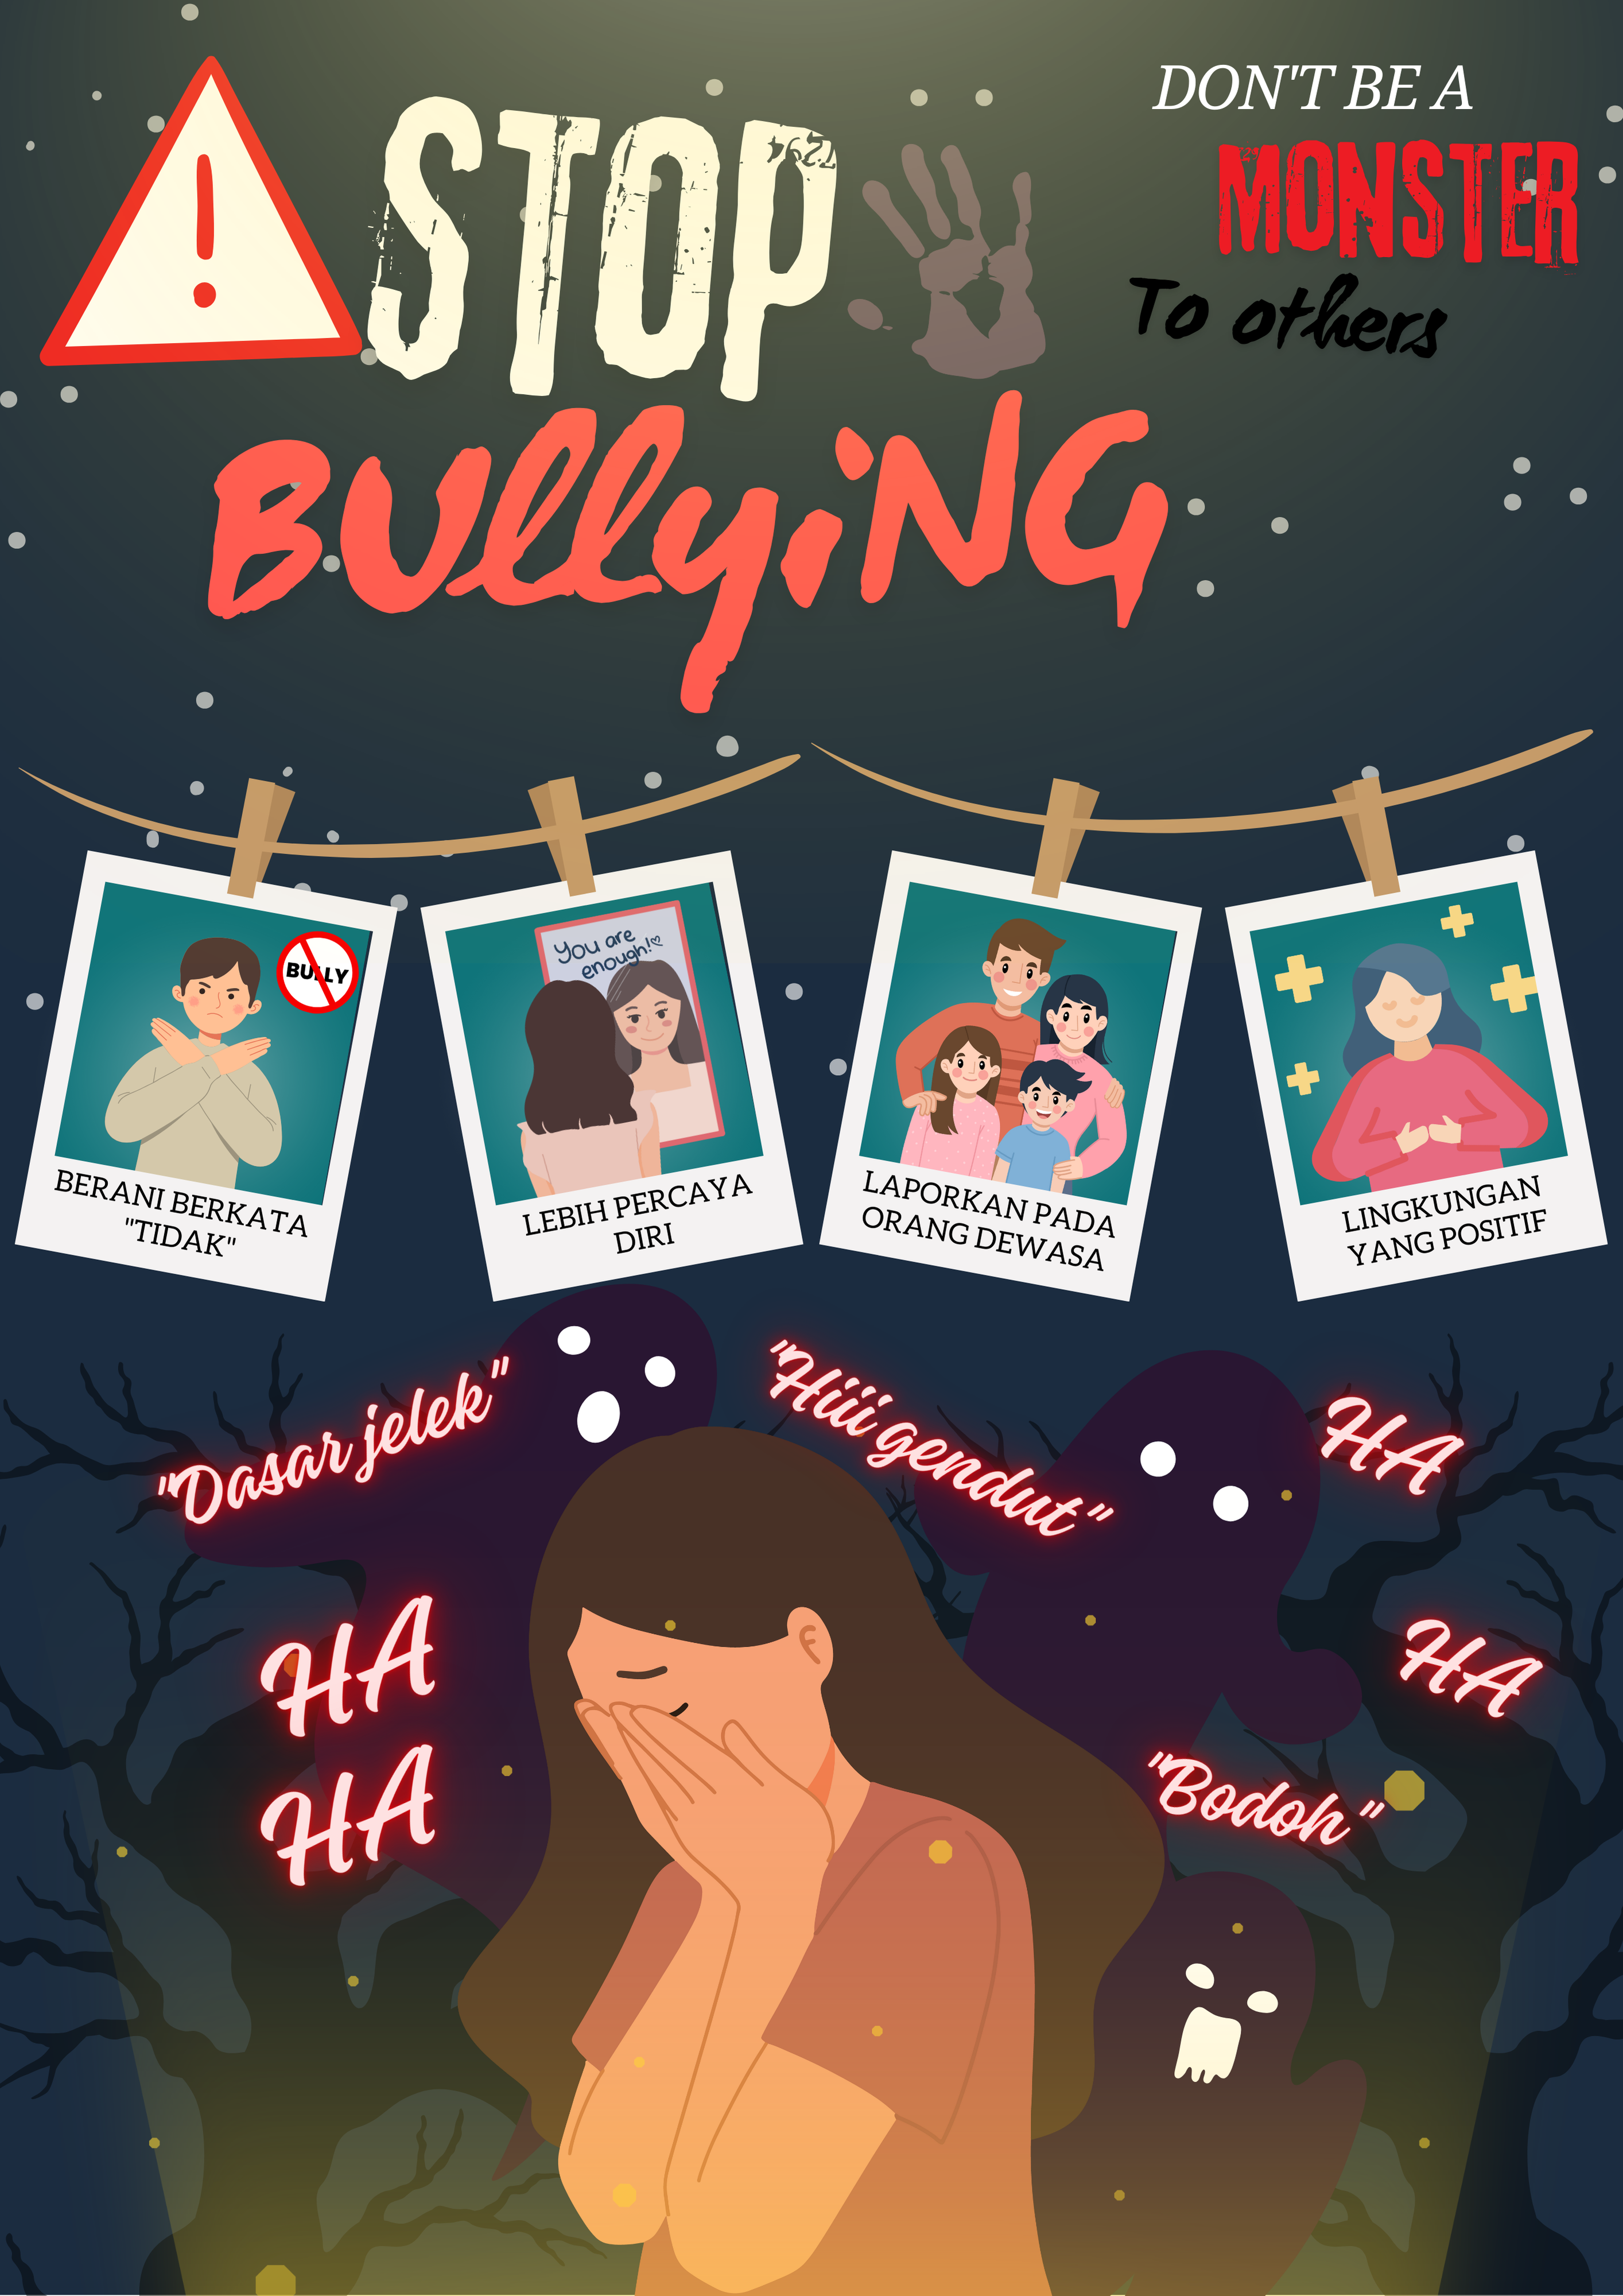 STOP
BUllyiNG
DON'T BE A
MONSTER
To others
BULLY
BERANI BERKATA
"TIDAK"
You are
enough!♡
LEBIH PERCAYA
DIRI
LAPORKAN PADA
ORANG DEWASA
LINGKUNGAN
YANG POSITIF
"Dasar jelek"
"Hiii gendut"
HA
HA
HA
HA
"Bodoh"